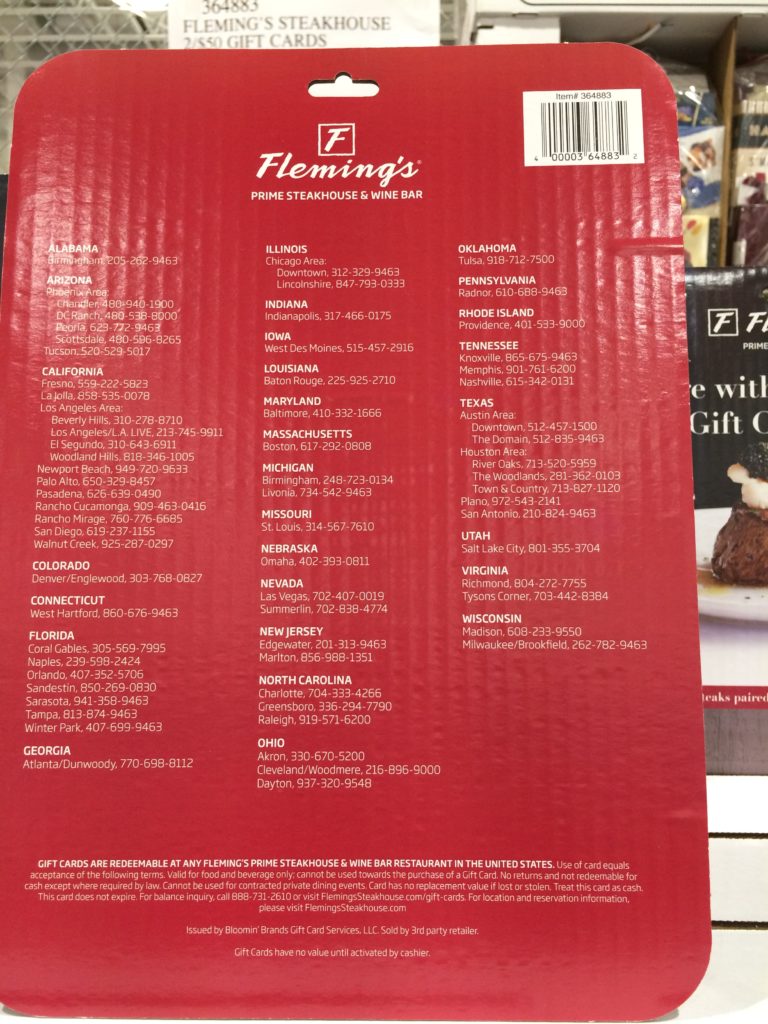 364883
FLEMING'S STEAKHOUSE
2/$50 GIFT CARDS
Item# 364883
4 00003 64883 2
F
Fleming's
PRIME STEAKHOUSE & WINE BAR
ALABAMA
Birmingham, 205-262-9463
ARIZONA
Phoenix Area:
Chandler, 480-940-1900
DC Ranch, 480-538-8000
Peoria, 623-772-9463
Scottsdale, 480-596-8265
Tucson, 520-529-5017
CALIFORNIA
Fresno, 559-222-5823
La Jolla, 858-535-0078
Los Angeles Area:
Beverly Hills, 310-278-8710
Los Angeles/L.A. LIVE, 213-745-9911
El Segundo, 310-643-6911
Woodland Hills, 818-346-1005
Newport Beach, 949-720-9633
Palo Alto, 650-329-8457
Pasadena, 626-639-0490
Rancho Cucamonga, 909-463-0416
Rancho Mirage, 760-776-6685
San Diego, 619-237-1155
Walnut Creek, 925-287-0297
COLORADO
Denver/Englewood, 303-768-0827
CONNECTICUT
West Hartford, 860-676-9463
FLORIDA
Coral Gables, 305-569-7995
Naples, 239-598-2424
Orlando, 407-352-5706
Sandestin, 850-269-0830
Sarasota, 941-358-9463
Tampa, 813-874-9463
Winter Park, 407-699-9463
GEORGIA
Atlanta/Dunwoody, 770-698-8112
ILLINOIS
Chicago Area:
Downtown, 312-329-9463
Lincolnshire, 847-793-0333
INDIANA
Indianapolis, 317-466-0175
IOWA
West Des Moines, 515-457-2916
LOUISIANA
Baton Rouge, 225-925-2710
MARYLAND
Baltimore, 410-332-1666
MASSACHUSETTS
Boston, 617-292-0808
MICHIGAN
Birmingham, 248-723-0134
Livonia, 734-542-9463
MISSOURI
St. Louis, 314-567-7610
NEBRASKA
Omaha, 402-393-0811
NEVADA
Las Vegas, 702-407-0019
Summerlin, 702-838-4774
NEW JERSEY
Edgewater, 201-313-9463
Marlton, 856-988-1351
NORTH CAROLINA
Charlotte, 704-333-4266
Greensboro, 336-294-7790
Raleigh, 919-571-6200
OHIO
Akron, 330-670-5200
Cleveland/Woodmere, 216-896-9000
Dayton, 937-320-9548
OKLAHOMA
Tulsa, 918-712-7500
PENNSYLVANIA
Radnor, 610-688-9463
RHODE ISLAND
Providence, 401-533-9000
TENNESSEE
Knoxville, 865-675-9463
Memphis, 901-761-6200
Nashville, 615-342-0131
TEXAS
Austin Area:
Downtown, 512-457-1500
The Domain, 512-835-9463
Houston Area:
River Oaks, 713-520-5959
The Woodlands, 281-362-0103
Town & Country, 713-827-1120
Plano, 972-543-2141
San Antonio, 210-824-9463
UTAH
Salt Lake City, 801-355-3704
VIRGINIA
Richmond, 804-272-7755
Tysons Corner, 703-442-8384
WISCONSIN
Madison, 608-233-9550
Milwaukee/Brookfield, 262-782-9463
GIFT CARDS ARE REDEEMABLE AT ANY FLEMING'S PRIME STEAKHOUSE & WINE BAR RESTAURANT IN THE UNITED STATES. Use of card equals
acceptance of the following terms. Valid for food and beverage only; cannot be used towards the purchase of a Gift Card. No returns and not redeemable for
cash except where required by law. Cannot be used for contracted private dining events. Card has no replacement value if lost or stolen. Treat this card as cash.
This card does not expire. For balance inquiry, call 888-731-2610 or visit FlemingsSteakhouse.com/gift-cards. For location and reservation information,
please visit FlemingsSteakhouse.com
Issued by Bloomin' Brands Gift Card Services, LLC. Sold by 3rd party retailer.
Gift Cards have no value until activated by cashier.
F Fl
PRIME
e with
Gift C
teaks paired